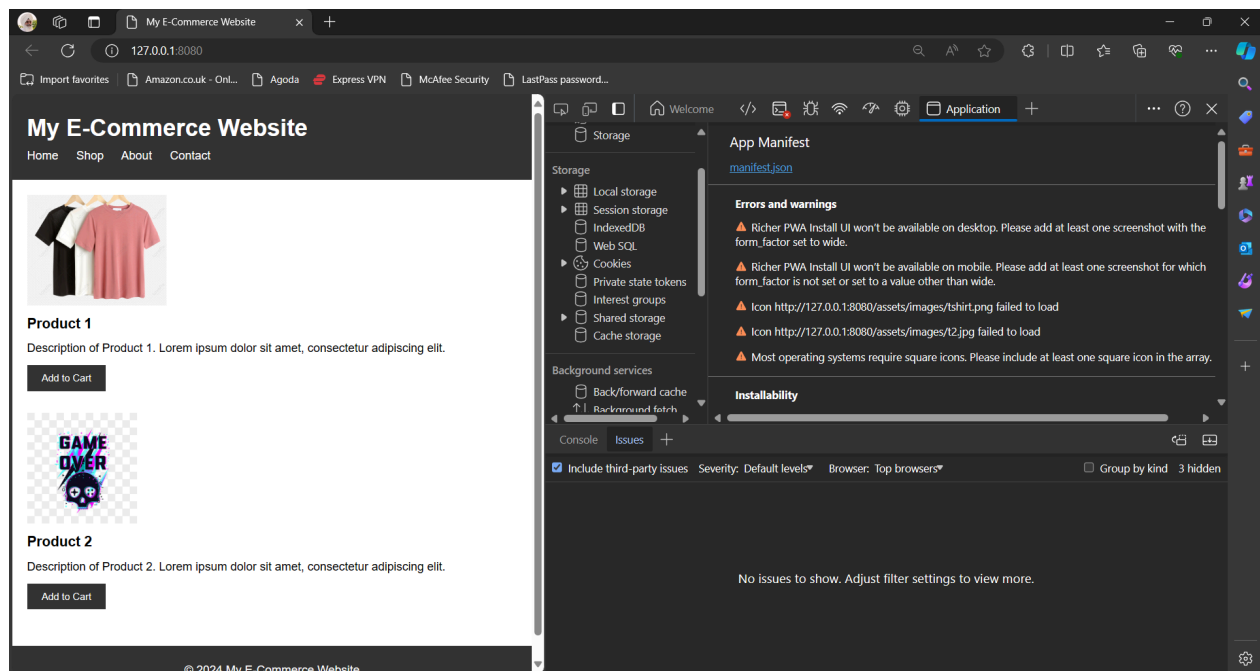 My E-Commerce Website
127.0.0.1:8080
Import favorites
Amazon.co.uk - Onl...
Agoda
Express VPN
McAfee Security
LastPass password...
My E-Commerce Website
Home Shop About Contact
Product 1
Description of Product 1. Lorem ipsum dolor sit amet, consectetur adipiscing elit.
Add to Cart
GAME
OVER
Product 2
Description of Product 2. Lorem ipsum dolor sit amet, consectetur adipiscing elit.
Add to Cart
© 2024 My E-Commerce Website
Welcome
Application
Storage
Storage
Local storage
Session storage
IndexedDB
Web SQL
Cookies
Private state tokens
Interest groups
Shared storage
Cache storage
Background services
Back/forward cache
Background fetch
App Manifest
manifest.json
Errors and warnings
Richer PWA Install UI won't be available on desktop. Please add at least one screenshot with the
form_factor set to wide.
Richer PWA Install UI won't be available on mobile. Please add at least one screenshot for which
form_factor is not set or set to a value other than wide.
Icon http://127.0.0.1:8080/assets/images/tshirt.png failed to load
Icon http://127.0.0.1:8080/assets/images/t2.jpg failed to load
Most operating systems require square icons. Please include at least one square icon in the array.
Installability
Console Issues
Include third-party issues Severity: Default levels Browser: Top browsers Group by kind 3 hidden
No issues to show. Adjust filter settings to view more.